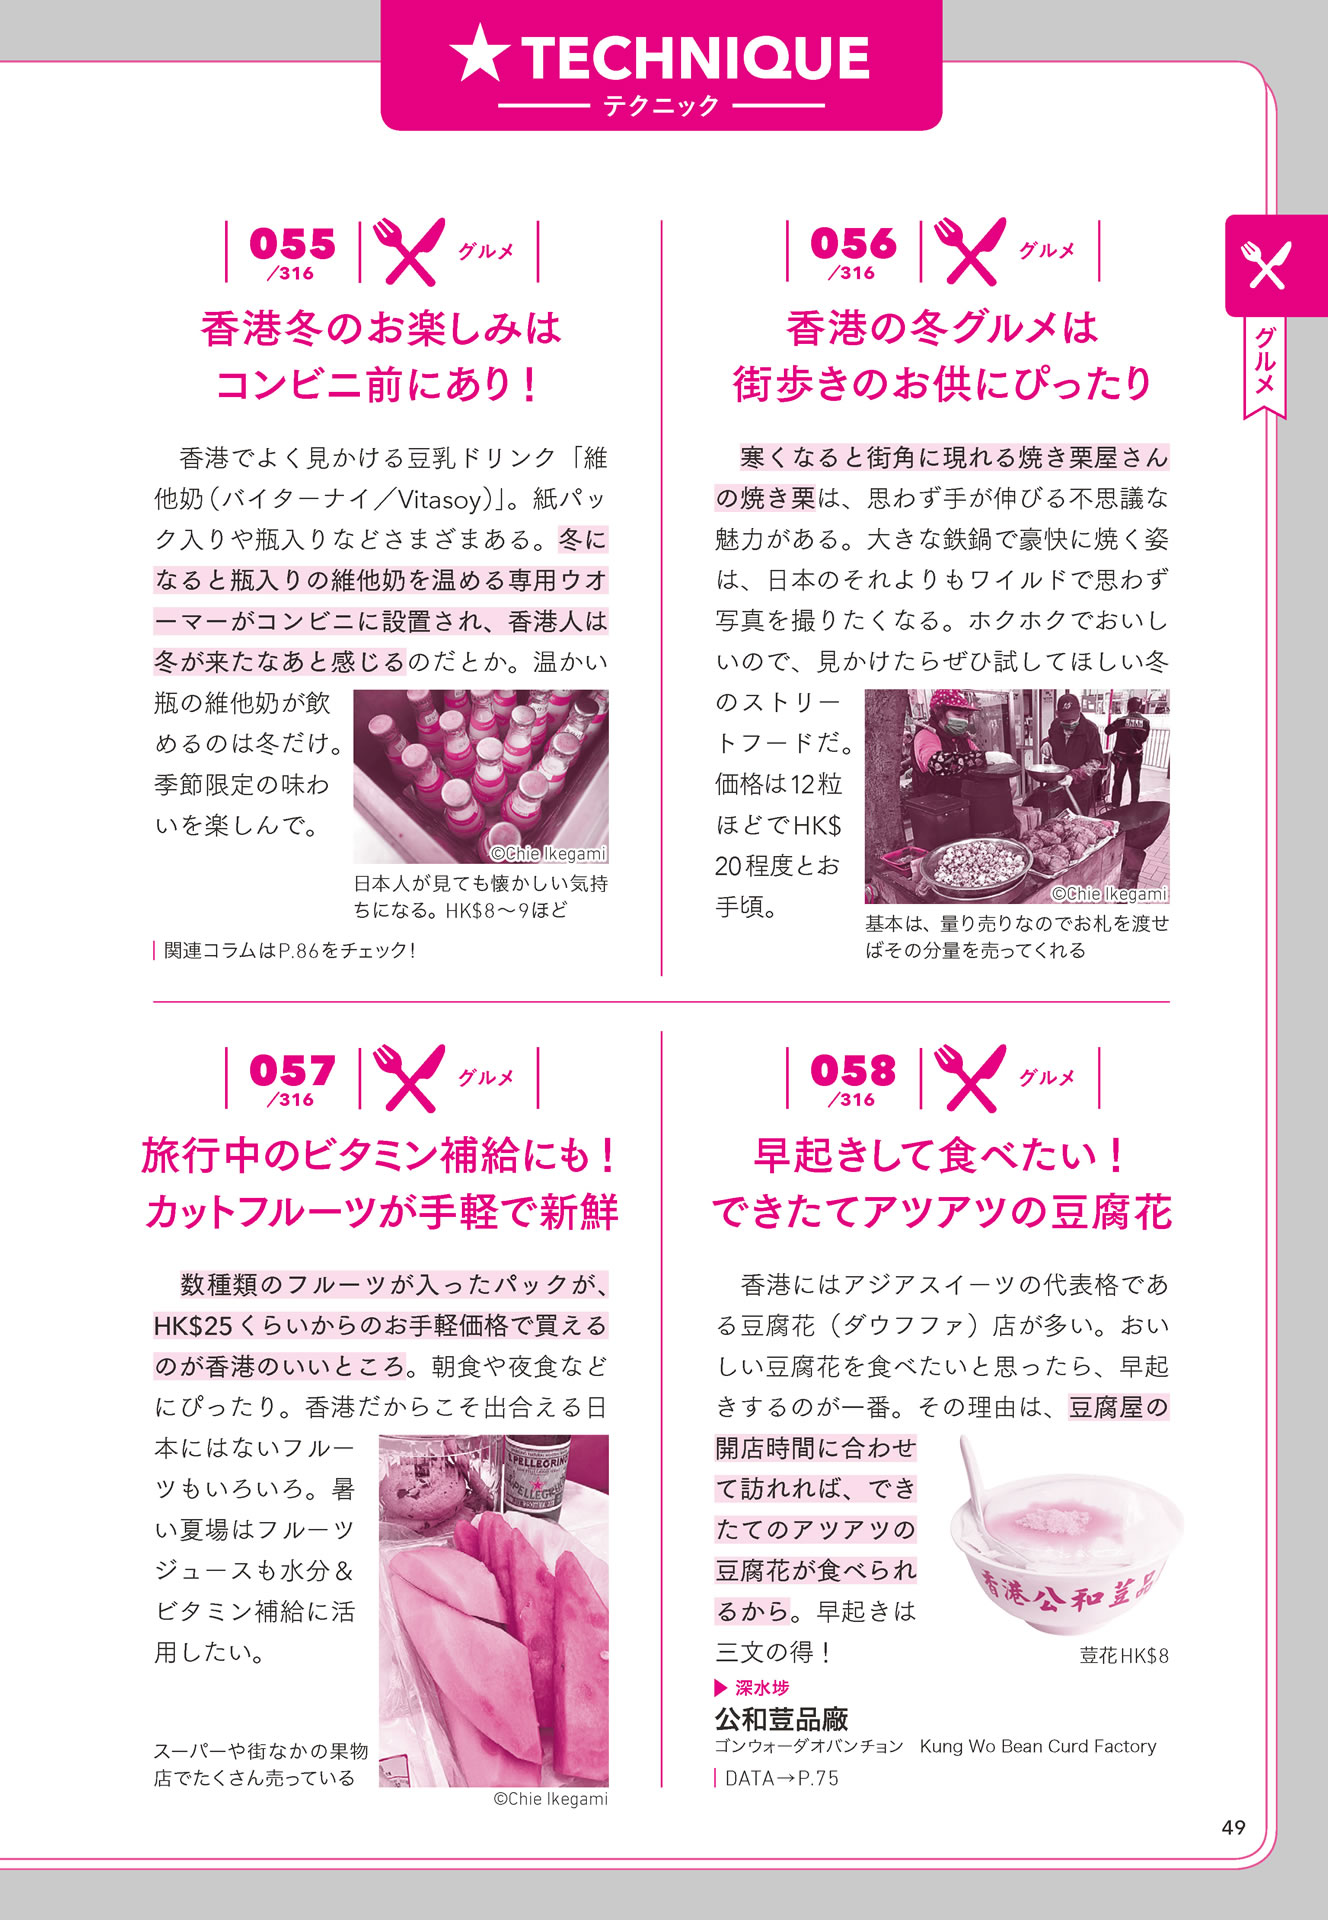 ★TECHNIQUE
テクニック
055
/316
グルメ
香港冬のお楽しみは
コンビニ前にあり！
香港でよく見かける豆乳ドリンク「維
他奶（バイターナイ／Vitasoy）」。紙パッ
ク入りや瓶入りなどさまざまある。冬に
なると瓶入りの維他奶を温める専用ウオ
ーマーがコンビニに設置され、香港人は
冬が来たなあと感じるのだとか。温かい
瓶の維他奶が飲
めるのは冬だけ。
季節限定の味わ
いを楽しんで。
©Chie Ikegami
日本人が見ても懐かしい気持
ちになる。HK$8～9ほど
関連コラムはP.86をチェック！
056
/316
グルメ
香港の冬グルメは
街歩きのお供にぴったり
寒くなると街角に現れる焼き栗屋さん
の焼き栗は、思わず手が伸びる不思議な
魅力がある。大きな鉄鍋で豪快に焼く姿
は、日本のそれよりもワイルドで思わず
写真を撮りたくなる。ホクホクでおいし
いので、見かけたらぜひ試してほしい冬
のストリー
トフードだ。
価格は12粒
ほどでHK$
20程度とお
手頃。
©Chie Ikegami
基本は、量り売りなのでお札を渡せ
ばその分量を売ってくれる
グルメ
057
/316
グルメ
旅行中のビタミン補給にも！
カットフルーツが手軽で新鮮
数種類のフルーツが入ったパックが、
HK$25くらいからのお手軽価格で買える
のが香港のいいところ。朝食や夜食など
にぴったり。香港だからこそ出合える日
本にはないフルー
ツもいろいろ。暑
い夏場はフルーツ
ジュースも水分＆
ビタミン補給に活
用したい。
S.PELLEGRINO
スーパーや街なかの果物
店でたくさん売っている
©Chie Ikegami
058
/316
グルメ
早起きして食べたい！
できたてアツアツの豆腐花
香港にはアジアスイーツの代表格であ
る豆腐花（ダウフファ）店が多い。おい
しい豆腐花を食べたいと思ったら、早起
きするのが一番。その理由は、豆腐屋の
開店時間に合わせ
て訪れれば、でき
たてのアツアツの
豆腐花が食べられ
るから。早起きは
三文の得！
香港公和荳品
荳花HK$8
▶深水埗
公和荳品廠
ゴンウォーダオバンチョン Kung Wo Bean Curd Factory
DATA→P.75
49